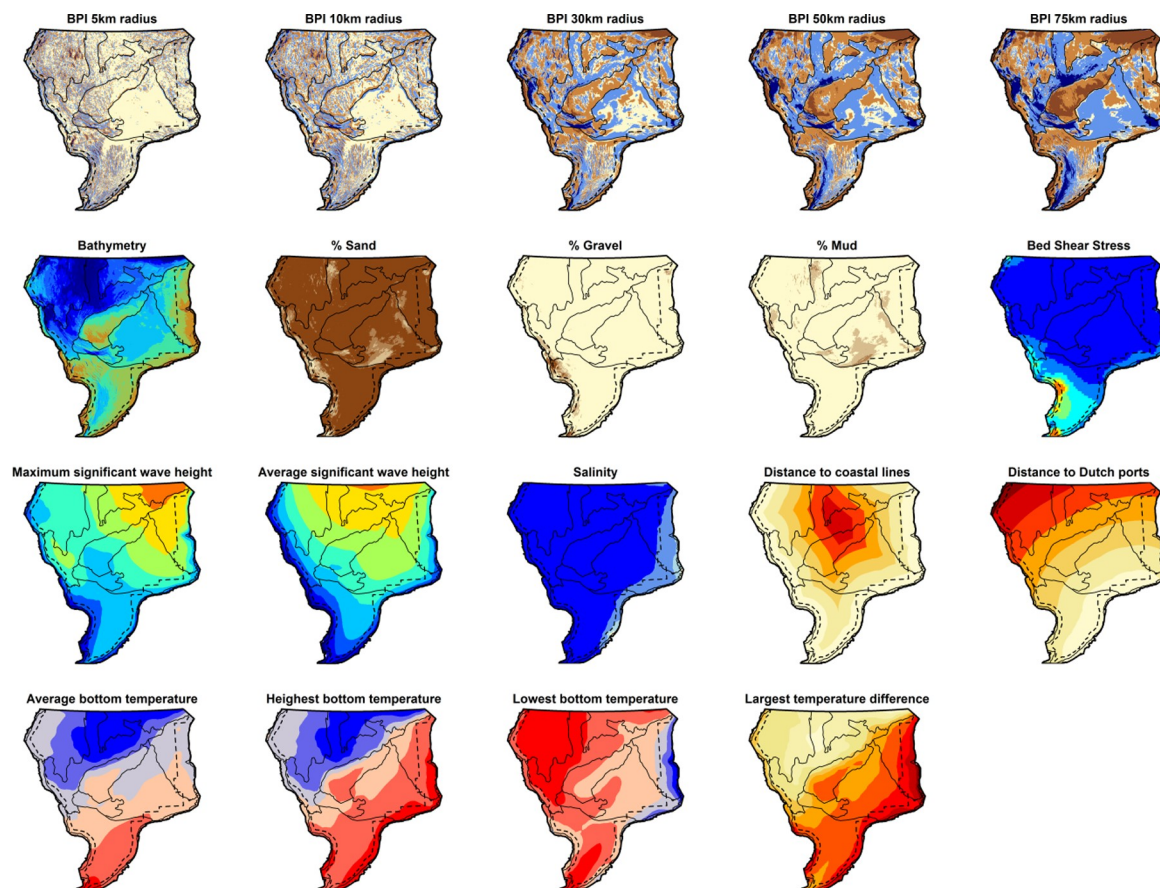 BPI 5km radius
BPI 10km radius
BPI 30km radius
BPI 50km radius
BPI 75km radius
Bathymetry
% Sand
% Gravel
% Mud
Bed Shear Stress
Maximum significant wave height
Average significant wave height
Salinity
Distance to coastal lines
Distance to Dutch ports
Average bottom temperature
Heighest bottom temperature
Lowest bottom temperature
Largest temperature difference